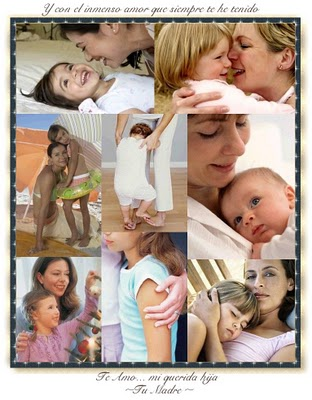 Y con el inmenso amor que siempre te he tenido
Te Amo... mi querida hija
~Tu Madre ~